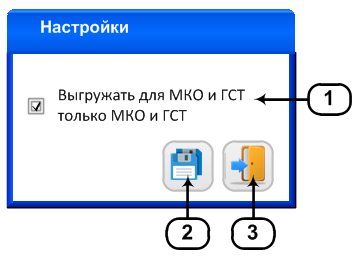 Настройки
Выгружать для МКО и ГСТ
только МКО и ГСТ
1
2
3